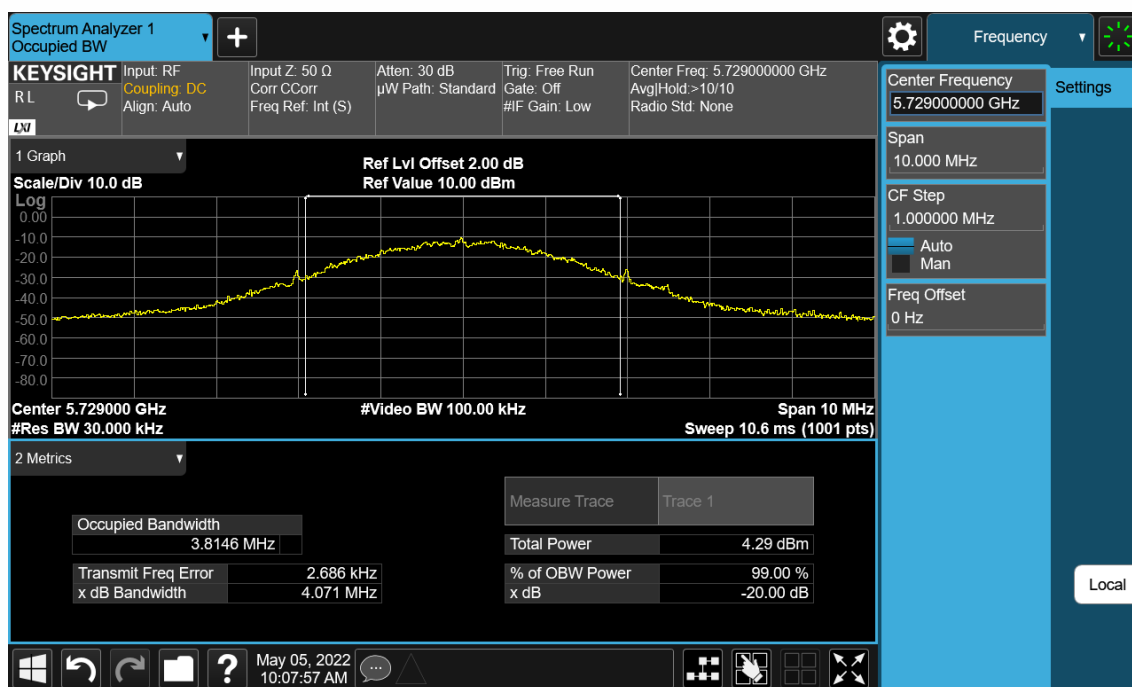 Spectrum Analyzer 1
Occupied BW
Frequency
KEYSIGHT
RL
LXI
Input: RF
Coupling: DC
Align: Auto
Input Z: 50 Ω
Corr CCorr
Freq Ref: Int (S)
Atten: 30 dB
µW Path: Standard
Trig: Free Run
Gate: Off
#IF Gain: Low
Center Freq: 5.729000000 GHz
Avg|Hold:>10/10
Radio Std: None
Center Frequency
5.729000000 GHz
Settings
Span
10.000 MHz
CF Step
1.000000 MHz
Auto
Man
Freq Offset
0 Hz
Local
1 Graph
Scale/Div 10.0 dB
Ref Lvl Offset 2.00 dB
Ref Value 10.00 dBm
Log
0.00
-10.0
-20.0
-30.0
-40.0
-50.0
-60.0
-70.0
-80.0
Center 5.729000 GHz
#Video BW 100.00 kHz
Span 10 MHz
#Res BW 30.000 kHz
Sweep 10.6 ms (1001 pts)
2 Metrics
Measure Trace Trace 1
Occupied Bandwidth
3.8146 MHz
Total Power 4.29 dBm
Transmit Freq Error 2.686 kHz
% of OBW Power 99.00 %
x dB Bandwidth 4.071 MHz
x dB -20.00 dB
May 05, 2022
10:07:57 AM